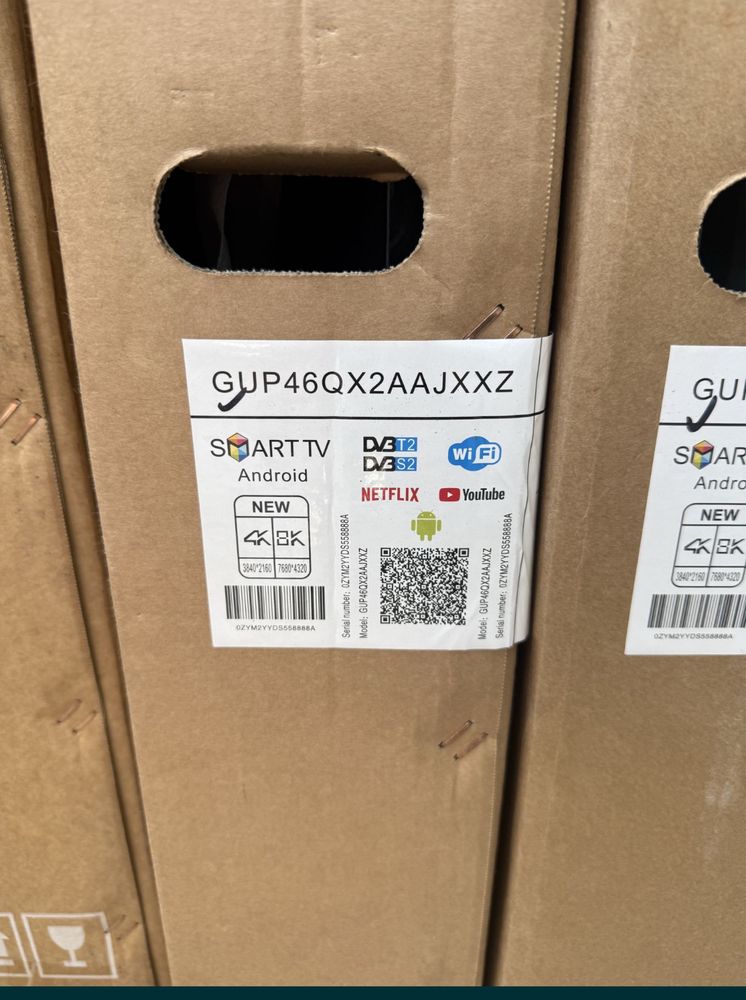 GUP46QX2AAJXXZ
SMART TV
Android
NEW
4K 8K
3840*2160 7680*4320
0ZYM2YYDS558888A
DVB T2
DVB S2
WiFi
NETFLIX
YouTube
Serial number: 0ZYM2YYDS558888A
Model: GUP46QX2AAJXXZ
Model: GUP46QX2AAJXXZ
Serial number: 0ZYM2YYDS558888A
GUP
SMAR
Andro
NEW
4K 8K
3840*2160 7680*4320
0ZYM2YYDS558888A